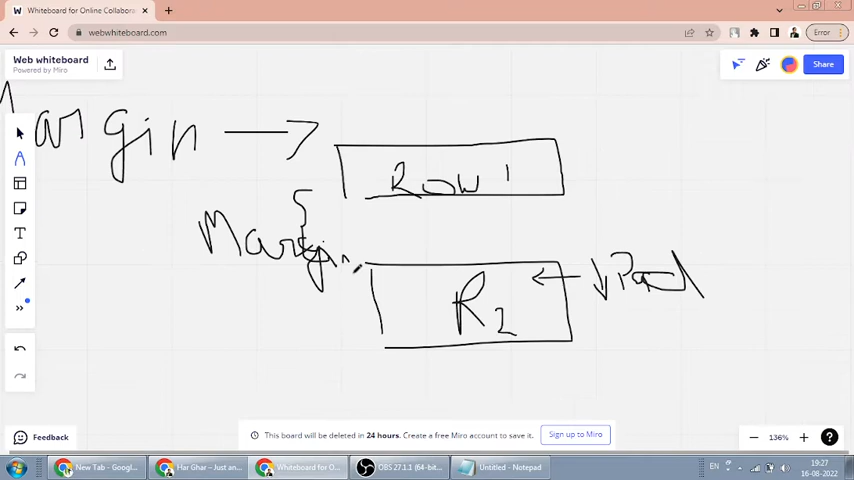 Whiteboard for Online Collaborat
webwhiteboard.com
Error
Web whiteboard
Powered by Miro
Share
Margin
Row 1
Margin
R2
Pad
This board will be deleted in 24 hours. Create a free Miro account to save it.
Sign up to Miro
Feedback
136%
New Tab - Googl...
Har Ghar – Just an...
Whiteboard for O...
OBS 27.1.1 (64-bit...
Untitled - Notepad
EN
19:27
16-08-2022